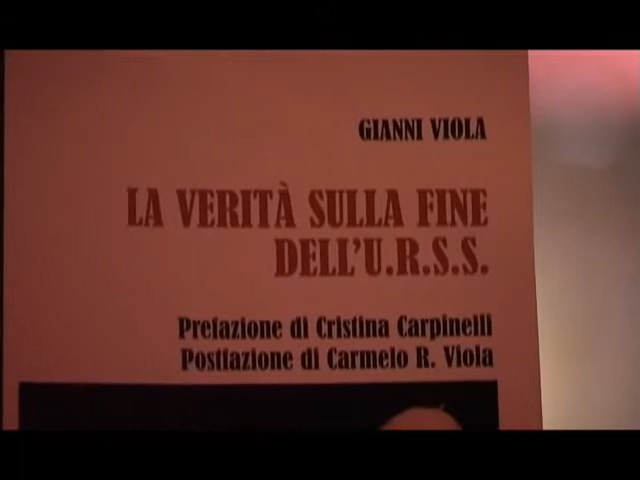 GIANNI VIOLA
LA VERITÀ SULLA FINE
DELL'U.R.S.S.
Prefazione di Cristina Carpinelli
Postfazione di Carmelo R. Viola